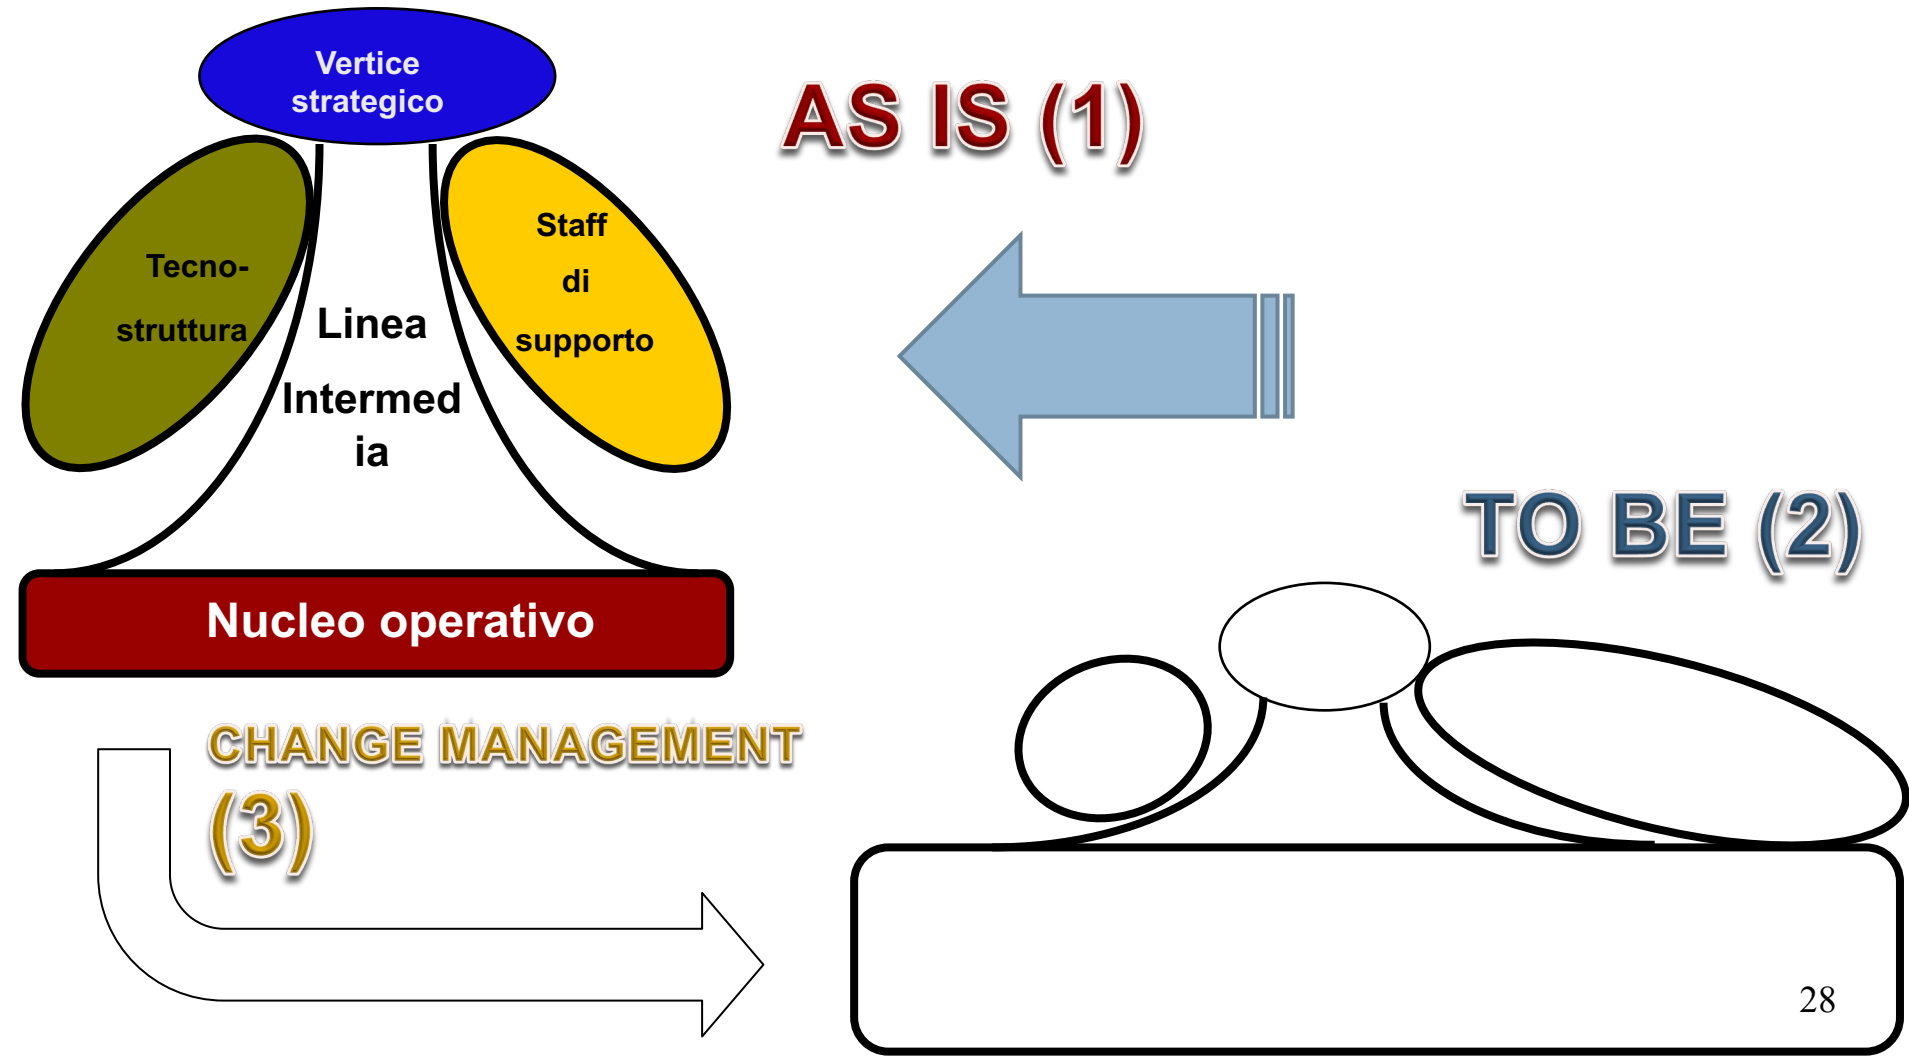 Vertice
strategico
AS IS (1)
Tecno-
struttura
Staff
di
supporto
Linea
Intermed
ia
Nucleo operativo
TO BE (2)
CHANGE MANAGEMENT
(3)
28